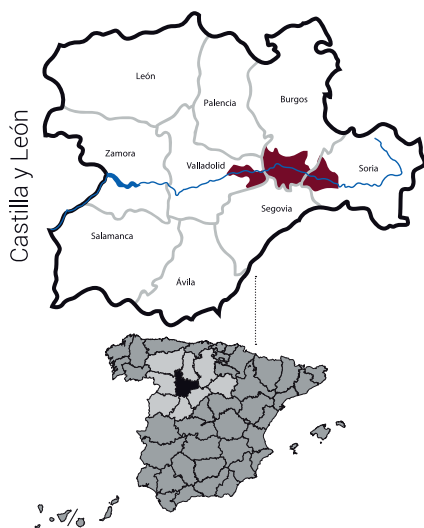 Castilla y León
León
Palencia
Burgos
Zamora
Valladolid
Soria
Segovia
Salamanca
Ávila